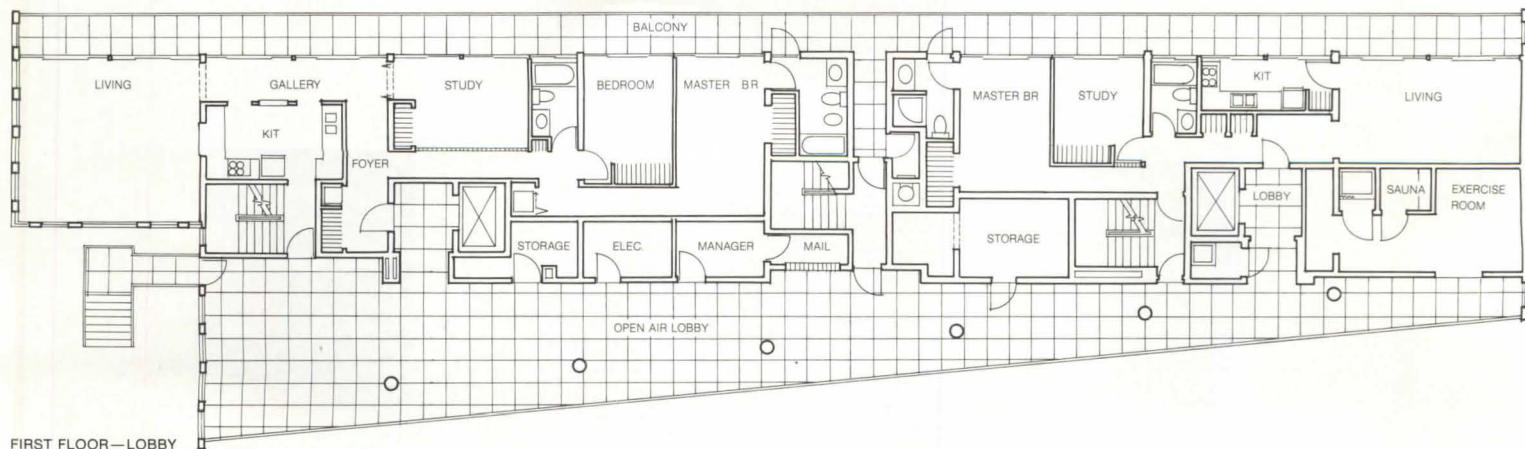 BALCONY
LIVING
GALLERY
STUDY
BEDROOM
MASTER BR
MASTER BR
STUDY
KIT
LIVING
KIT
FOYER
LOBBY
SAUNA
EXERCISE
ROOM
STORAGE
ELEC.
MANAGER
MAIL
STORAGE
OPEN AIR LOBBY
FIRST FLOOR—LOBBY